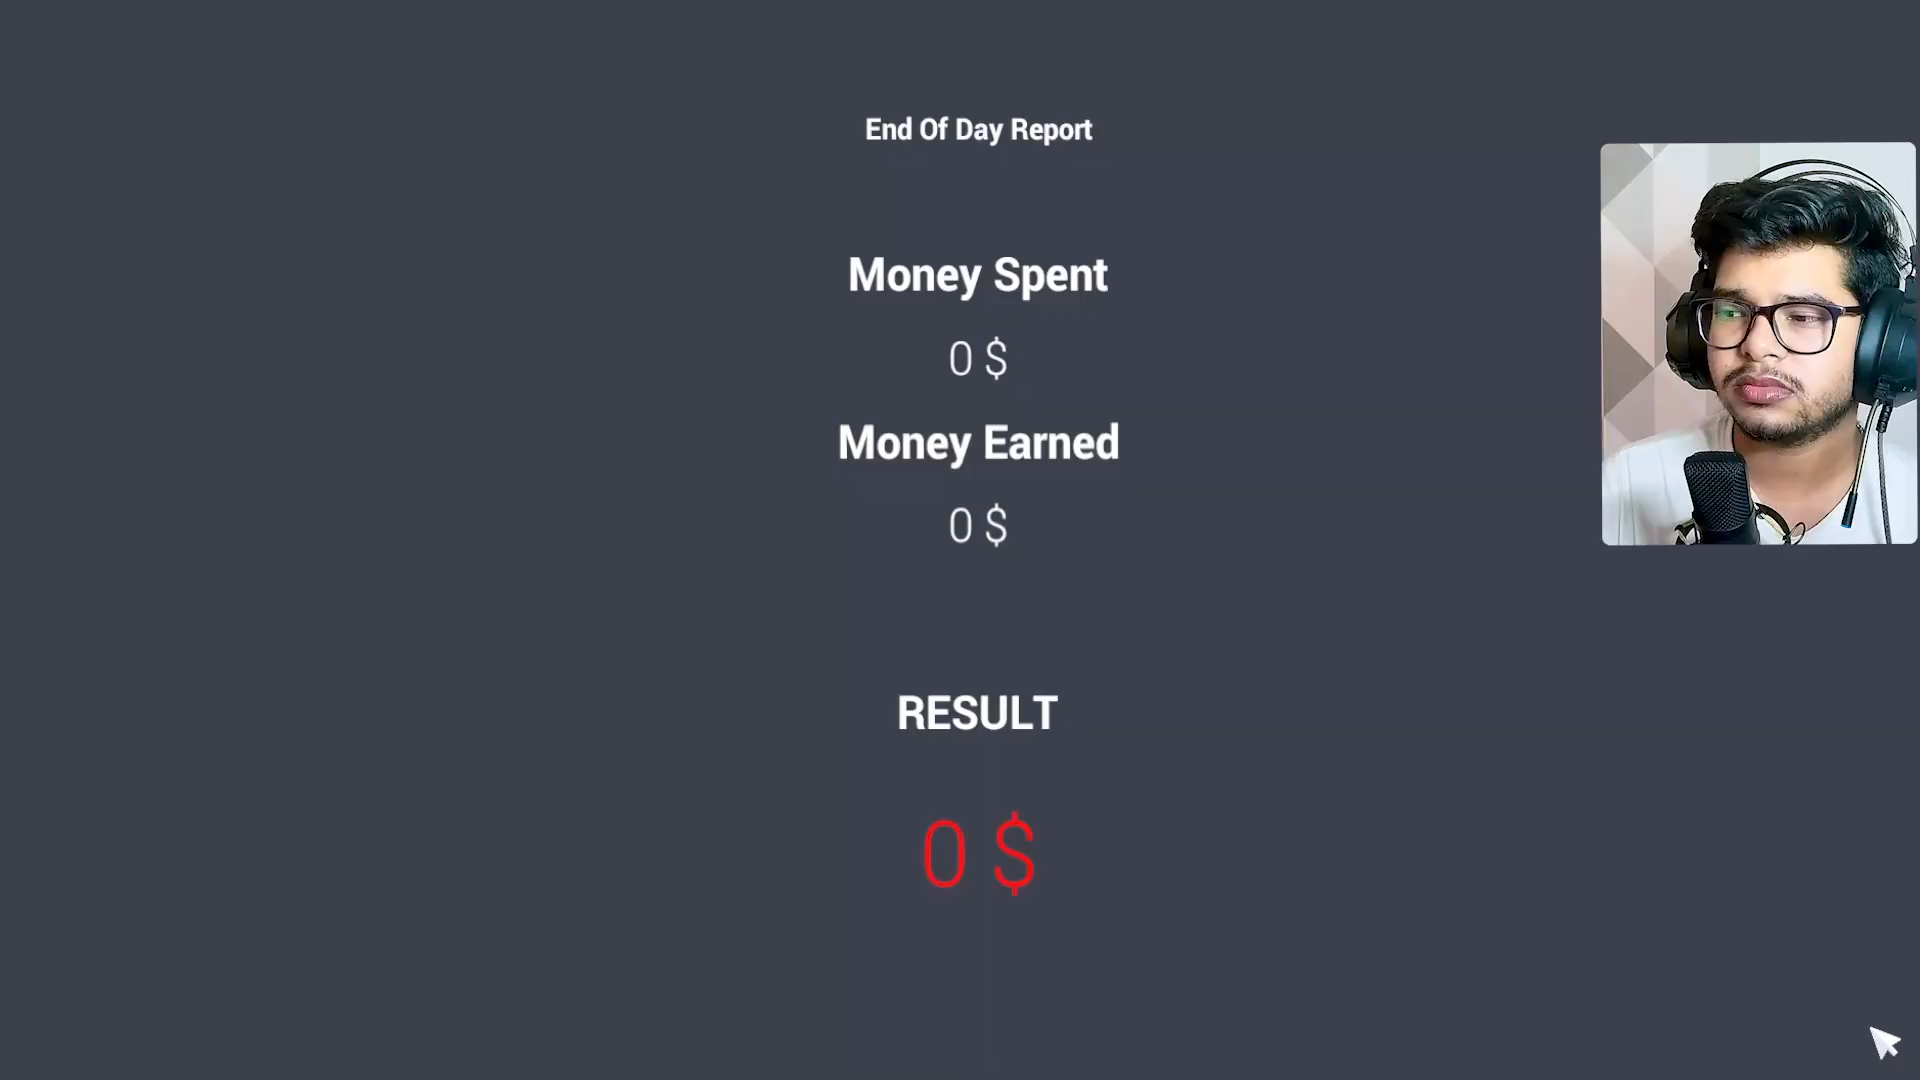 End Of Day Report
Money Spent
0 $
Money Earned
0 $
RESULT
0 $